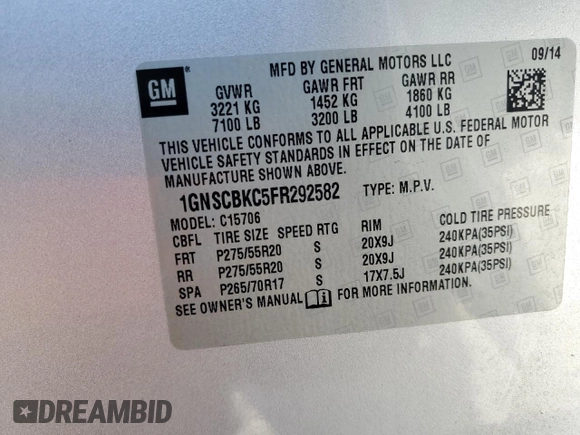 GM
®
MFD BY GENERAL MOTORS LLC 09/14
GVWR GAWR FRT GAWR RR
3221 KG 1452 KG 1860 KG
7100 LB 3200 LB 4100 LB
THIS VEHICLE CONFORMS TO ALL APPLICABLE U.S. FEDERAL MOTOR
VEHICLE SAFETY STANDARDS IN EFFECT ON THE DATE OF
MANUFACTURE SHOWN ABOVE.
1GNSCBKC5FR292582 TYPE: M.P.V.
MODEL: C15706
CBFL TIRE SIZE SPEED RTG RIM COLD TIRE PRESSURE
FRT P275/55R20 S 20X9J 240KPA(35PSI)
RR P275/55R20 S 20X9J 240KPA(35PSI)
SPA P265/70R17 S 17X7.5J 240KPA(35PSI)
SEE OWNER'S MANUAL FOR MORE INFORMATION.
DREAMBID